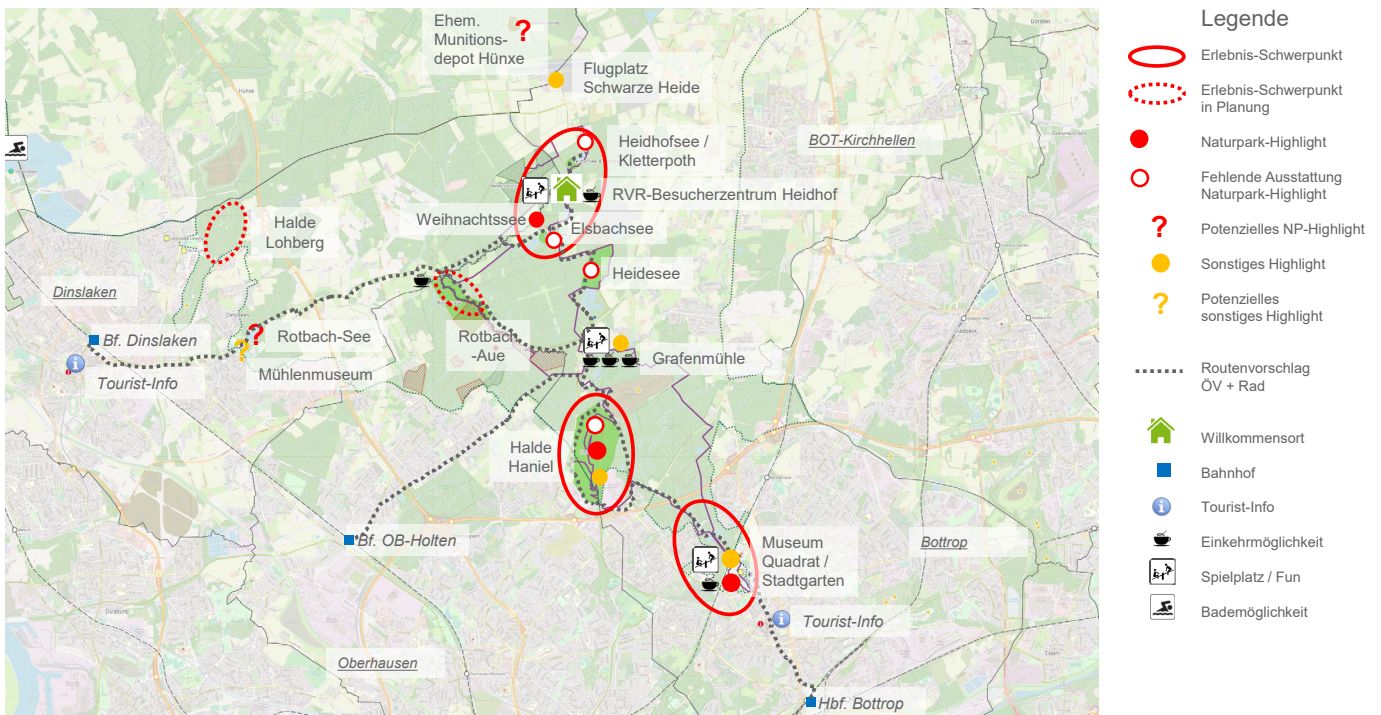 Ehem.
Munitions-
depot Hünxe
?
Flugplatz
Schwarze Heide
Heidhofsee /
Kletterpoth
BOT-Kirchhellen
RVR-Besucherzentrum Heidhof
Weihnachtssee
Elsbachsee
Halde
Lohberg
Heidesee
Dinslaken
Bf. Dinslaken
?
?
Rotbach-See
Rotbach
-Aue
Grafenmühle
i
Tourist-Info
Mühlenmuseum
Halde
Haniel
Bf. OB-Holten
Museum
Quadrat /
Stadtgarten
Bottrop
i
Tourist-Info
Oberhausen
Hbf. Bottrop
Legende
Erlebnis-Schwerpunkt
Erlebnis-Schwerpunkt
in Planung
Naturpark-Highlight
Fehlende Ausstattung
Naturpark-Highlight
?
Potenzielles NP-Highlight
Sonstiges Highlight
?
Potenzielles
sonstiges Highlight
Routenvorschlag
ÖV + Rad
Willkommensort
Bahnhof
i
Tourist-Info
Einkehrmöglichkeit
Spielplatz / Fun
Bademöglichkeit